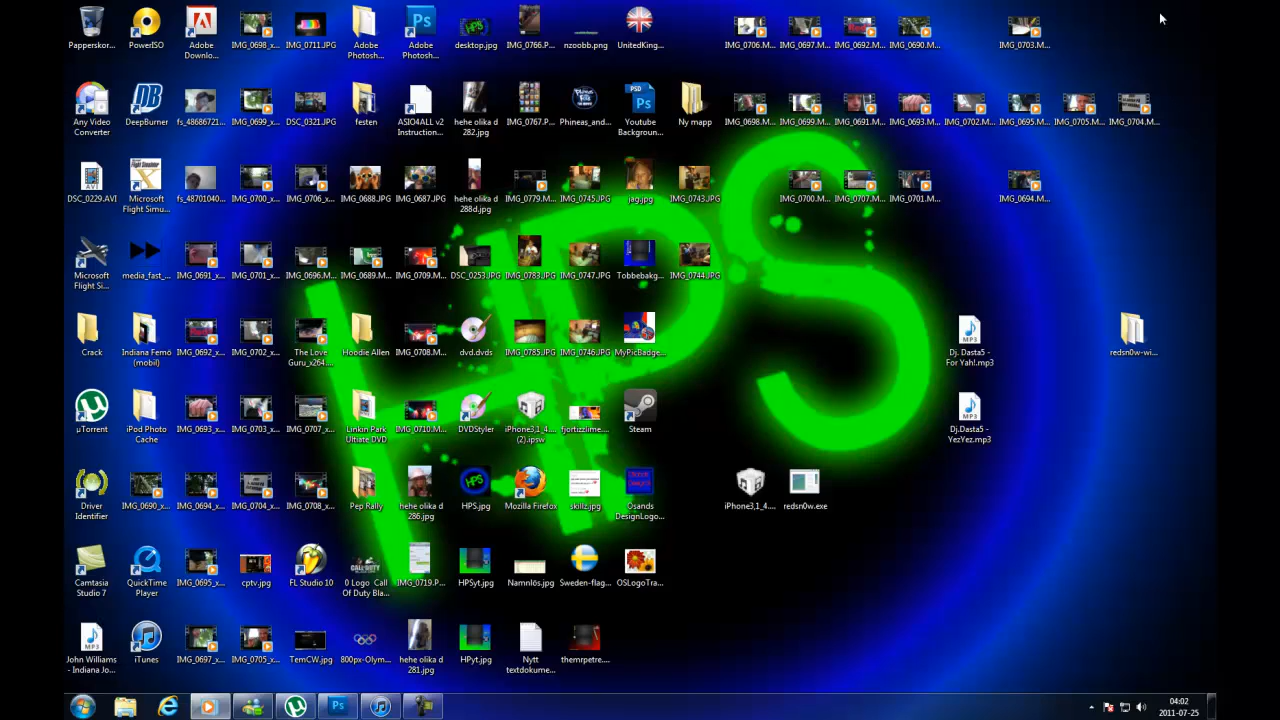 Papperskor...
PowerISO
Adobe Downlo...
IMG_0698_x...
IMG_0711.JPG
Adobe Photosh...
Adobe Photosh...
desktop.jpg
IMG_0766.P...
nzoobb.png
UnitedKing...
IMG_0706.M...
IMG_0697.M...
IMG_0692.M...
IMG_0690.M...
IMG_0703.M...
Any Video Converter
DeepBurner
fs_48686721...
IMG_0699_x...
DSC_0321.JPG
festen
ASIO4ALL v2 Instruction...
hehe olika d 282.jpg
IMG_0767.P...
Phineas_and...
Youtube Backgroun...
Ny mapp
IMG_0698.M...
IMG_0699.M...
IMG_0691.M...
IMG_0693.M...
IMG_0702.M...
IMG_0695.M...
IMG_0705.M...
IMG_0704.M...
DSC_0229.AVI
Microsoft Flight Simu...
fs_48701040...
IMG_0700_x...
IMG_0706_x...
IMG_0688.JPG
IMG_0687.JPG
hehe olika d 288d.jpg
IMG_0779.M...
IMG_0745.JPG
jag.jpg
IMG_0743.JPG
IMG_0700.M...
IMG_0707.M...
IMG_0701.M...
IMG_0694.M...
Microsoft Flight Si...
media_fast_...
IMG_0691_x...
IMG_0701_x...
IMG_0696.M...
IMG_0689.M...
IMG_0709.M...
DSC_0253.JPG
IMG_0783.JPG
IMG_0747.JPG
Tobbebakg...
IMG_0744.JPG
Crack
Indiana Femö (mobil)
IMG_0692_x...
IMG_0702_x...
The Love Guru_x264....
Hoodie Allen
IMG_0708.M...
dvd.dvds
IMG_0785.JPG
IMG_0746.JPG
MyPicBadge...
Dj. Dasta5 - For Yah!.mp3
redsn0w-wi...
µTorrent
iPod Photo Cache
IMG_0693_x...
IMG_0703_x...
IMG_0707_x...
Linkin Park Ultiate DVD
IMG_0710.M...
DVDStyler
iPhone3,1_4.... (2).ipsw
fjortizzlime....
Steam
Dj.Dasta5 - YezYez.mp3
Driver Identifier
IMG_0690_x...
IMG_0694_x...
IMG_0704_x...
IMG_0708_x...
Pep Rally
hehe olika d 286.jpg
HPS.jpg
Mozilla Firefox
skillz.jpg
Osands DesignLogo...
iPhone3,1_4....
redsn0w.exe
Camtasia Studio 7
QuickTime Player
IMG_0695_x...
cptv.jpg
FL Studio 10
0 Logo Call Of Duty Bla...
IMG_0719.P...
HPSyt.jpg
Namnlös.jpg
Sweden-flag...
OSLogoTra...
John Williams - Indiana Jo...
iTunes
IMG_0697_x...
IMG_0705_x...
TemCW.jpg
800px-Olym...
hehe olika d 281.jpg
HPyt.jpg
Nytt textdokume...
themrpetre...
HPS
04:02
2011-07-25